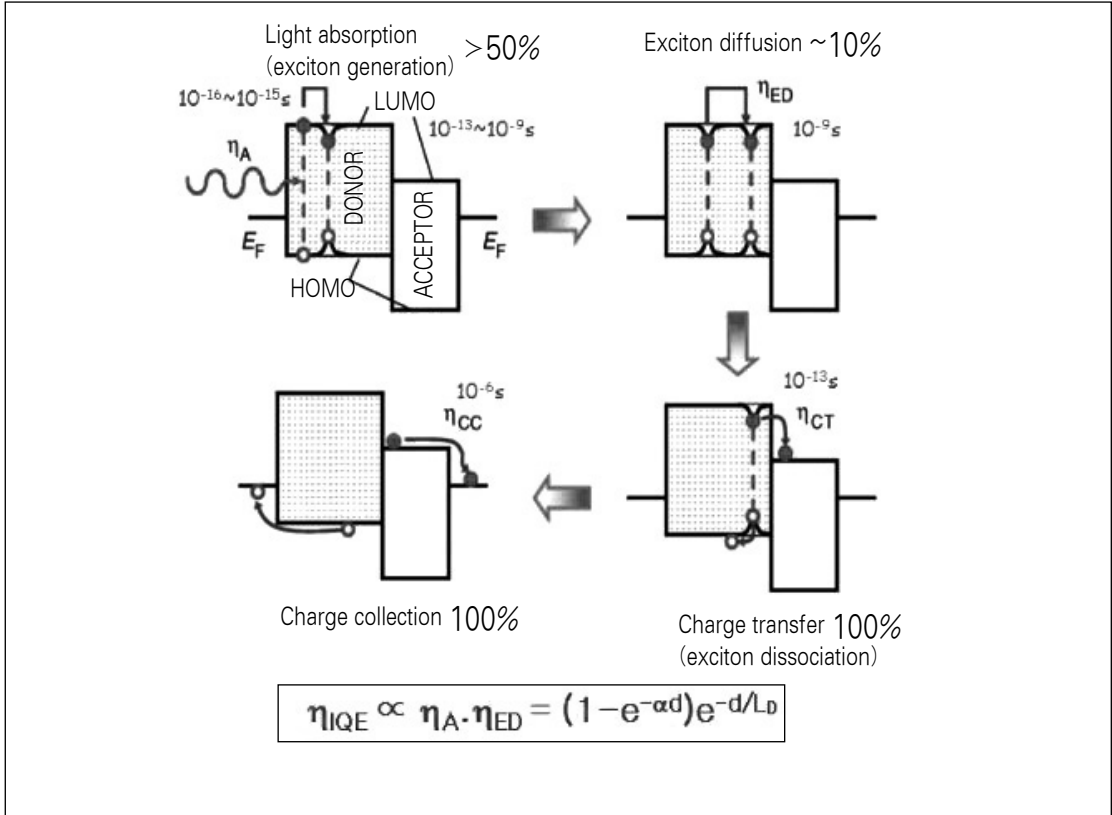 Light absorption
(exciton generation) >50%
10⁻¹⁶~10⁻¹⁵s
LUMO
10⁻¹³~10⁻⁹s
η_A
DONOR
ACCEPTOR
E_F
E_F
HOMO
Exciton diffusion ~10%
η_ED
10⁻⁹s
10⁻⁶s
η_CC
10⁻¹³s
η_CT
Charge collection 100%
Charge transfer 100%
(exciton dissociation)
η_IQE ∝ η_A.η_ED = (1−e^-αd)e^-d/L_D